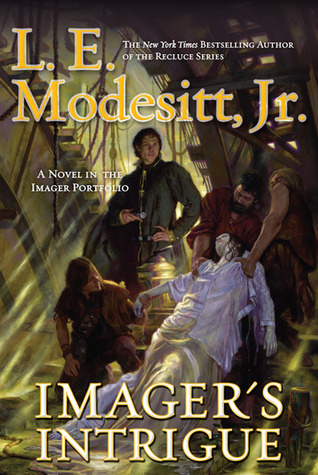 L. E.
The New York Times Bestselling Author
of the Recluce Series
Modesitt, Jr.
A Novel in the
Imager Portfolio
Imager's
Intrigue